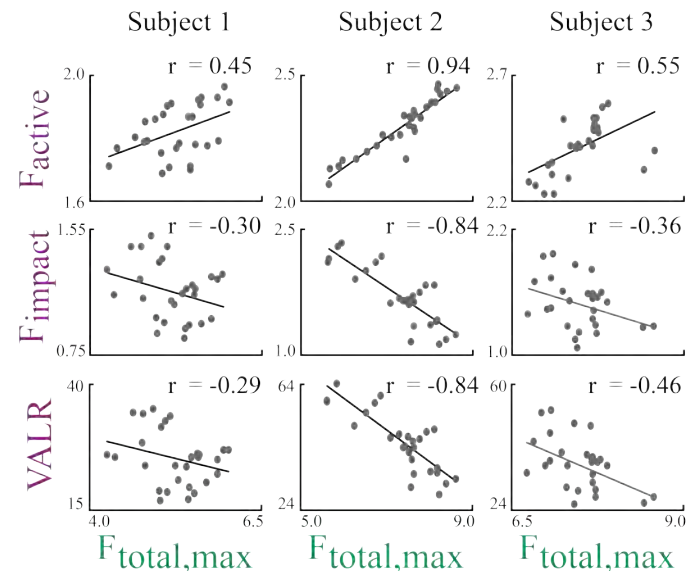 Subject 1 Subject 2 Subject 3
r = 0.45 r = 0.94 r = 0.55
2.0 2.5 2.7
Factive
1.6 2.0 2.2
r = -0.30 r = -0.84 r = -0.36
1.55 2.5 2.2
Fimpact
0.75 1.0 1.0
r = -0.29 r = -0.84 r = -0.46
40 64 60
VALR
15 24 24
4.0 6.5 5.0 9.0 6.5 9.0
Ftotal,max Ftotal,max Ftotal,max